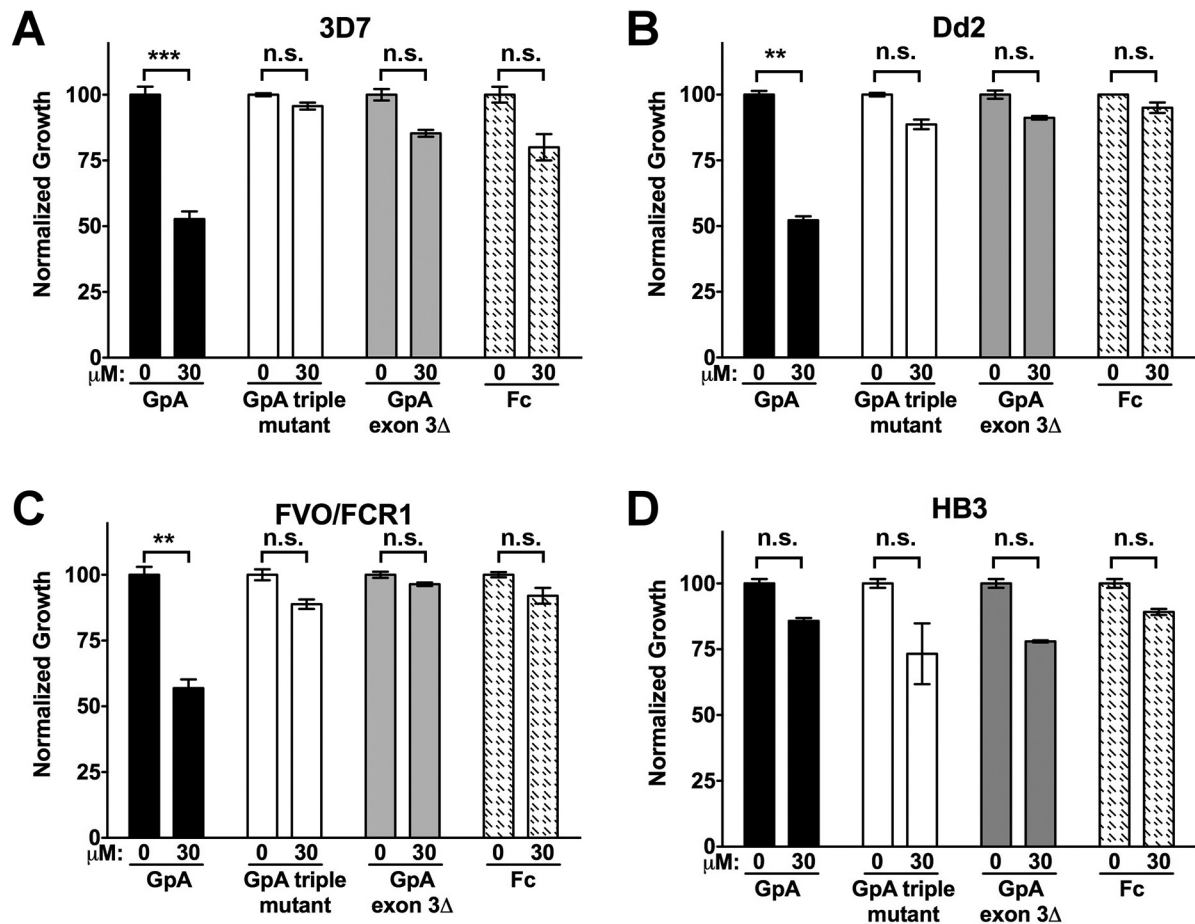 A
3D7
Normalized Growth
100
75
50
25
0
***
n.s.
n.s.
n.s.
μM: 0 30 0 30 0 30 0 30
GpA
GpA triple
mutant
GpA
exon 3Δ
Fc
B
Dd2
Normalized Growth
100
75
50
25
0
**
n.s.
n.s.
n.s.
μM: 0 30 0 30 0 30 0 30
GpA
GpA triple
mutant
GpA
exon 3Δ
Fc
C
FVO/FCR1
Normalized Growth
100
75
50
25
0
**
n.s.
n.s.
n.s.
μM: 0 30 0 30 0 30 0 30
GpA
GpA triple
mutant
GpA
exon 3Δ
Fc
D
HB3
Normalized Growth
100
75
50
25
0
n.s.
n.s.
n.s.
n.s.
μM: 0 30 0 30 0 30 0 30
GpA
GpA triple
mutant
GpA
exon 3Δ
Fc